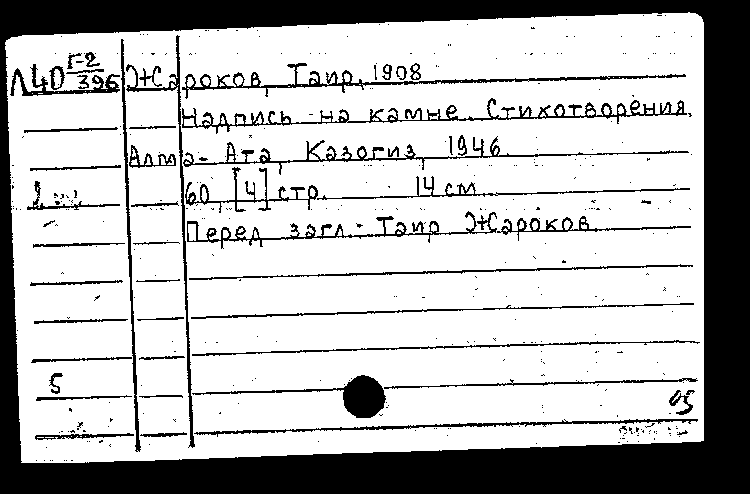 Л40 Г-2/396 Жароков, Таир, 1908
Надпись на камне. Стихотворения.
Алма-Ата, Казогиз, 1946.
60, [4] стр. 14 см.
Перед загл.: Таир Жароков.
5
05